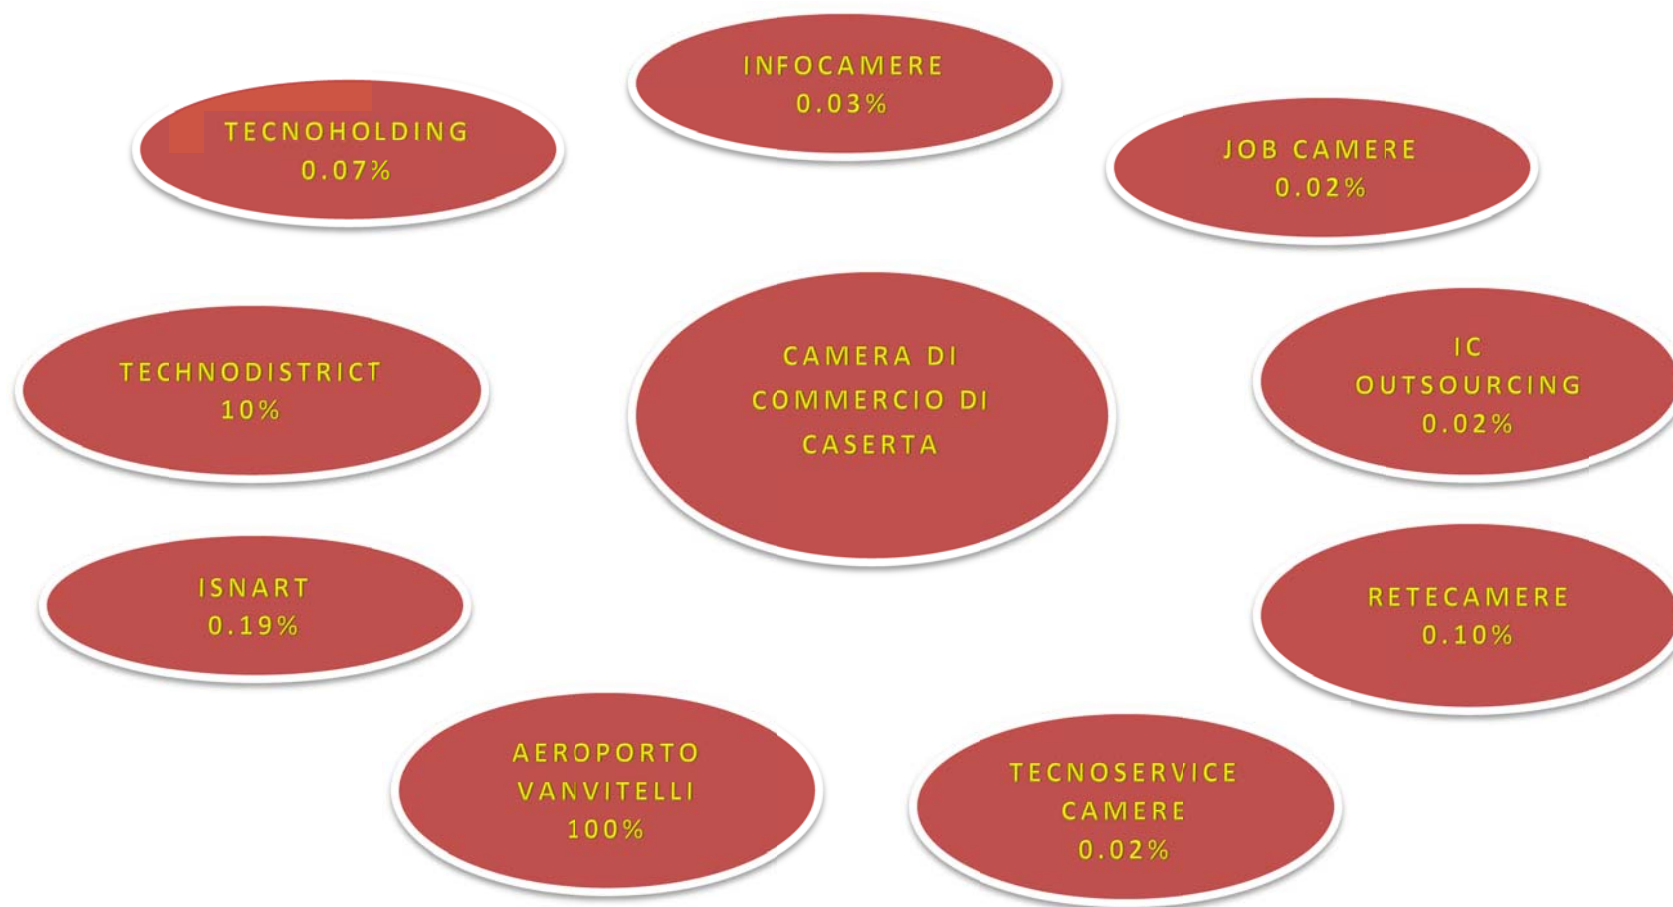 INFOCAMERE
0.03%
TECNOHOLDING
0.07%
JOB CAMERE
0.02%
TECHNODISTRICT
10%
CAMERA DI
COMMERCIO DI
CASERTA
IC
OUTSOURCING
0.02%
ISNART
0.19%
RETECAMERE
0.10%
AEROPORTO
VANVITELLI
100%
TECNOSERVICE
CAMERE
0.02%